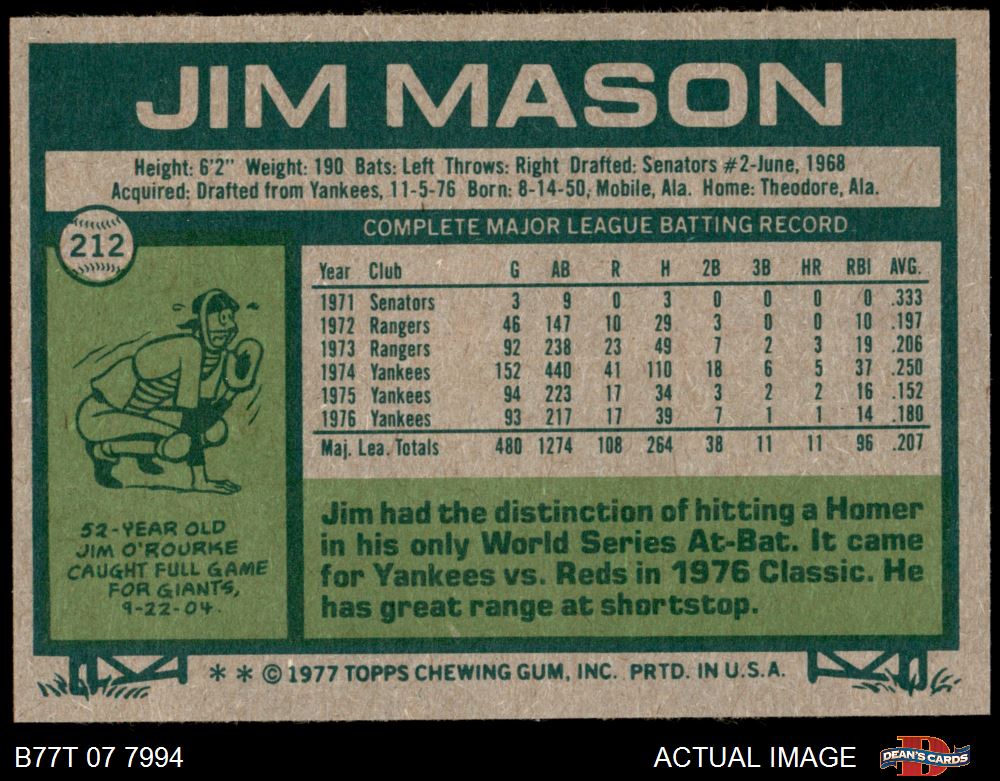 JIM MASON
Height: 6'2" Weight: 190 Bats: Left Throws: Right Drafted: Senators #2-June, 1968
Acquired: Drafted from Yankees, 11-5-76 Born: 8-14-50, Mobile, Ala. Home: Theodore, Ala.
212
COMPLETE MAJOR LEAGUE BATTING RECORD
Year Club G AB R H 2B 3B HR RBI AVG.
1971 Senators 3 9 0 3 0 0 0 0 .333
1972 Rangers 46 147 10 29 3 0 0 10 .197
1973 Rangers 92 238 23 49 7 2 3 19 .206
1974 Yankees 152 440 41 110 18 6 5 37 .250
1975 Yankees 94 223 17 34 3 2 2 16 .152
1976 Yankees 93 217 17 39 7 1 1 14 .180
Maj. Lea. Totals 480 1274 108 264 38 11 11 96 .207
52-YEAR OLD
JIM O'ROURKE
CAUGHT FULL GAME
FOR GIANTS,
9-22-04.
Jim had the distinction of hitting a Homer
in his only World Series At-Bat. It came
for Yankees vs. Reds in 1976 Classic. He
has great range at shortstop.
* * © 1977 TOPPS CHEWING GUM, INC. PRTD. IN U.S.A.
B77T 07 7994
ACTUAL IMAGE
DEAN'S CARDS